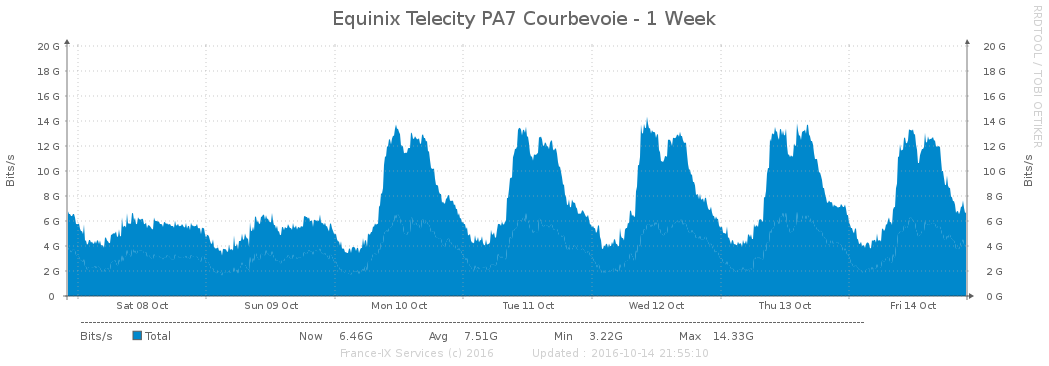 Equinix Telecity PA7 Courbevoie - 1 Week
RRDTOOL / TOBI OETIKER
Bits/s
Bits/s
20 G 20 G
18 G 18 G
16 G 16 G
14 G 14 G
12 G 12 G
10 G 10 G
8 G 8 G
6 G 6 G
4 G 4 G
2 G 2 G
0 0 G
Sat 08 Oct Sun 09 Oct Mon 10 Oct Tue 11 Oct Wed 12 Oct Thu 13 Oct Fri 14 Oct
Bits/s Total Now 6.46G Avg 7.51G Min 3.22G Max 14.33G
France-IX Services (c) 2016 Updated : 2016-10-14 21:55:10